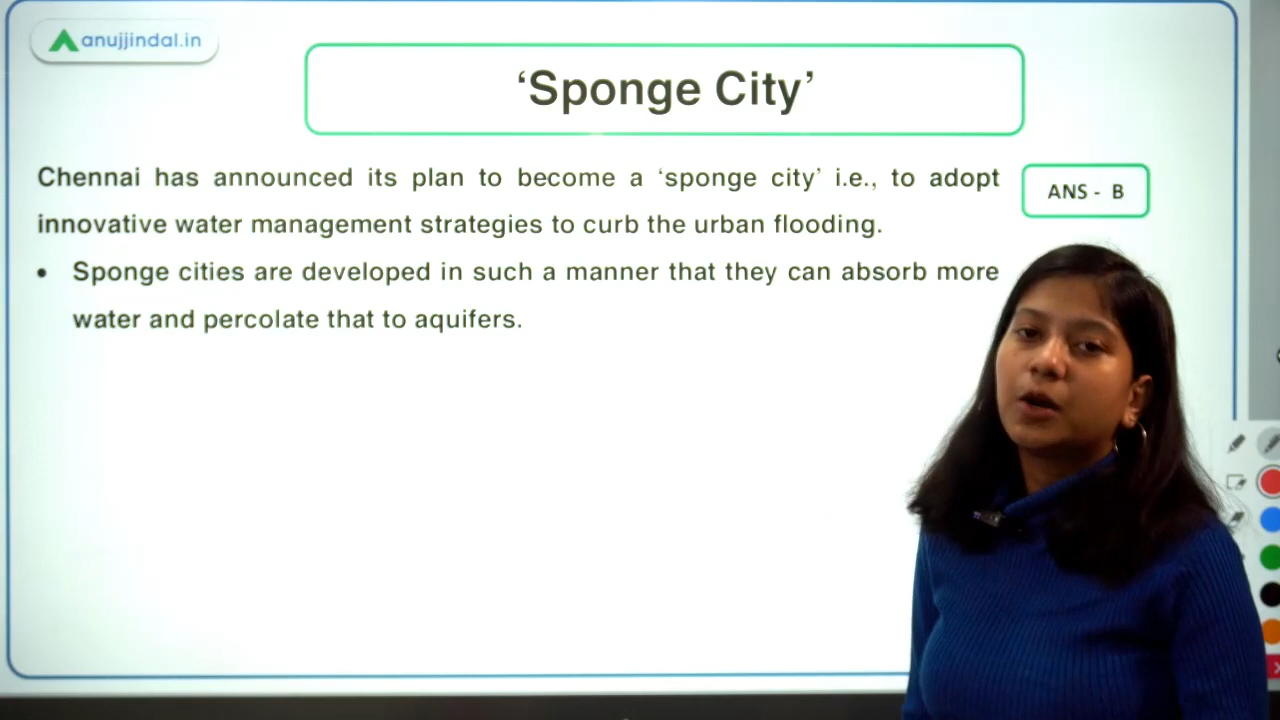 anujjindal.in
‘Sponge City’
Chennai has announced its plan to become a ‘sponge city’ i.e., to adopt
innovative water management strategies to curb the urban flooding.
ANS - B
• Sponge cities are developed in such a manner that they can absorb more
water and percolate that to aquifers.